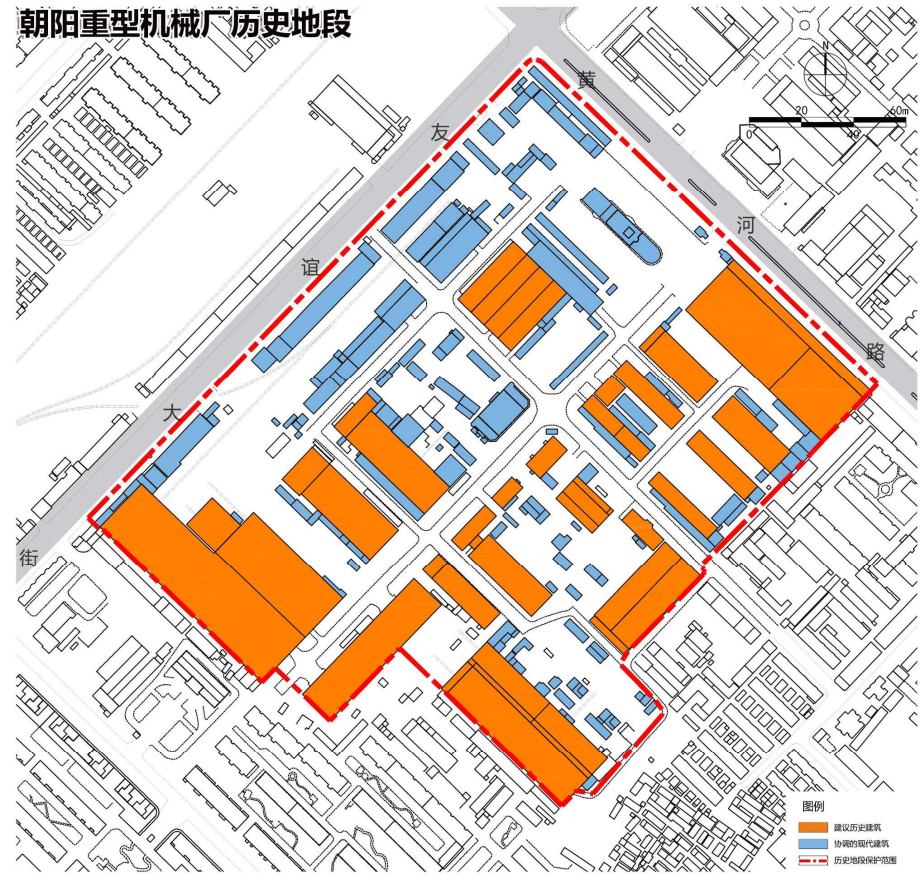 朝阳重型机械厂历史地段
N
20 60m
0 40
黄
河
路
友
谊
大
街
图例
建议历史建筑
协调的现代建筑
历史地段保护范围